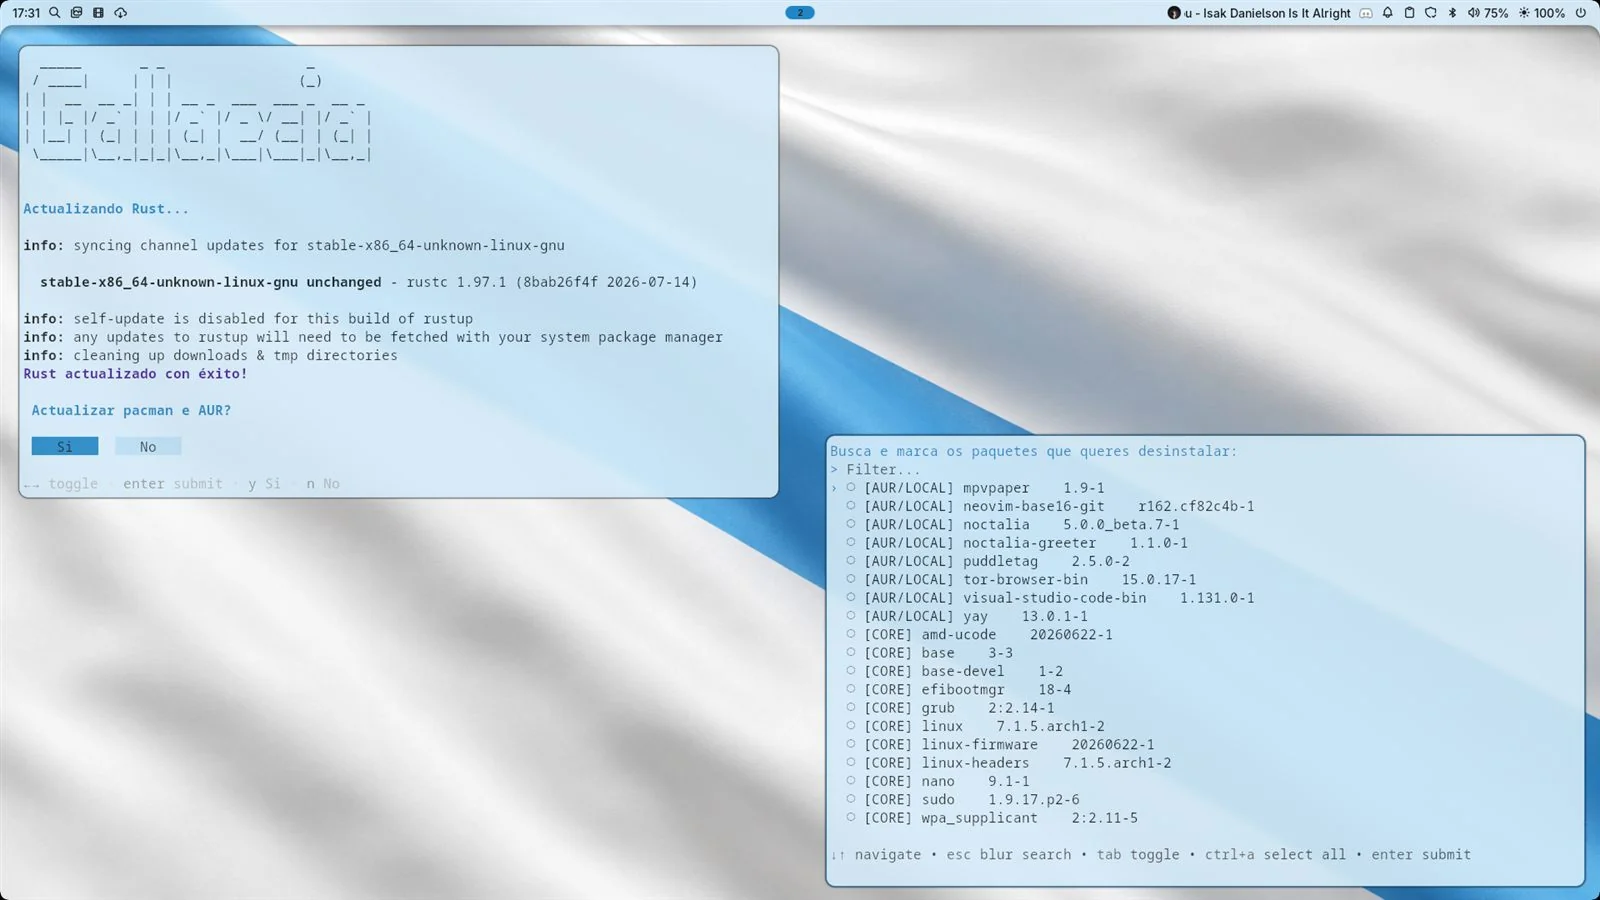 17:31
2
u - Isak Danielson Is It Alright
75%
100%
Galdaecia
Actualizando Rust...
info: syncing channel updates for stable-x86_64-unknown-linux-gnu
stable-x86_64-unknown-linux-gnu unchanged - rustc 1.97.1 (8bab26f4f 2026-07-14)
info: self-update is disabled for this build of rustup
info: any updates to rustup will need to be fetched with your system package manager
info: cleaning up downloads & tmp directories
Rust actualizado con éxito!
Actualizar pacman e AUR?
Si No
←→ toggle • enter submit • y Si • n No
Busca e marca os paquetes que queres desinstalar:
> Filter...
› ○ [AUR/LOCAL] mpvpaper 1.9-1
○ [AUR/LOCAL] neovim-base16-git r162.cf82c4b-1
○ [AUR/LOCAL] noctalia 5.0.0_beta.7-1
○ [AUR/LOCAL] noctalia-greeter 1.1.0-1
○ [AUR/LOCAL] puddletag 2.5.0-2
○ [AUR/LOCAL] tor-browser-bin 15.0.17-1
○ [AUR/LOCAL] visual-studio-code-bin 1.131.0-1
○ [AUR/LOCAL] yay 13.0.1-1
○ [CORE] amd-ucode 20260622-1
○ [CORE] base 3-3
○ [CORE] base-devel 1-2
○ [CORE] efibootmgr 18-4
○ [CORE] grub 2:2.14-1
○ [CORE] linux 7.1.5.arch1-2
○ [CORE] linux-firmware 20260622-1
○ [CORE] linux-headers 7.1.5.arch1-2
○ [CORE] nano 9.1-1
○ [CORE] sudo 1.9.17.p2-6
○ [CORE] wpa_supplicant 2:2.11-5
↓↑ navigate • esc blur search • tab toggle • ctrl+a select all • enter submit